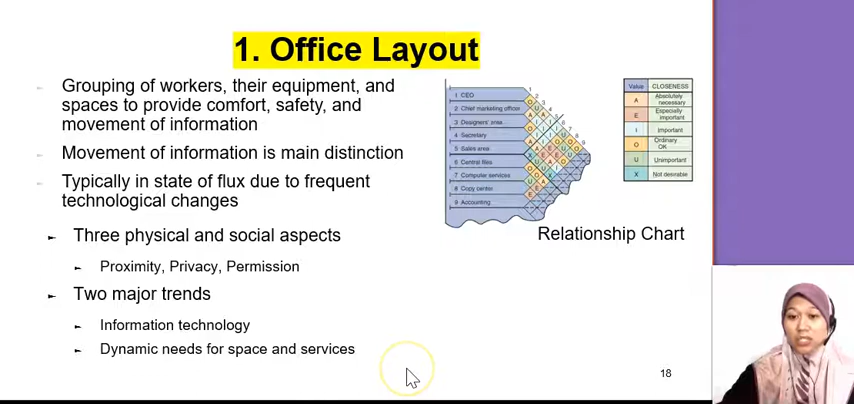 1. Office Layout
Grouping of workers, their equipment, and
spaces to provide comfort, safety, and
movement of information
Movement of information is main distinction
Typically in state of flux due to frequent
technological changes
Three physical and social aspects
Proximity, Privacy, Permission
Two major trends
Information technology
Dynamic needs for space and services
1 CEO
2 Chief marketing officer
3 Designers' area
4 Secretary
5 Sales area
6 Central files
7 Computer services
8 Copy center
9 Accounting
Value CLOSENESS
A Absolutely
necessary
E Especially
important
I Important
O Ordinary
OK
U Unimportant
X Not desirable
Relationship Chart
18